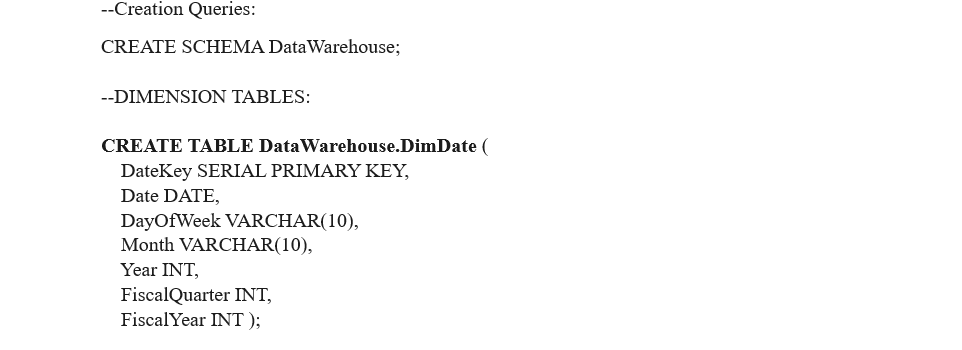 --Creation Queries:
CREATE SCHEMA DataWarehouse;
--DIMENSION TABLES:
CREATE TABLE DataWarehouse.DimDate (
DateKey SERIAL PRIMARY KEY,
Date DATE,
DayOfWeek VARCHAR(10),
Month VARCHAR(10),
Year INT,
FiscalQuarter INT,
FiscalYear INT );